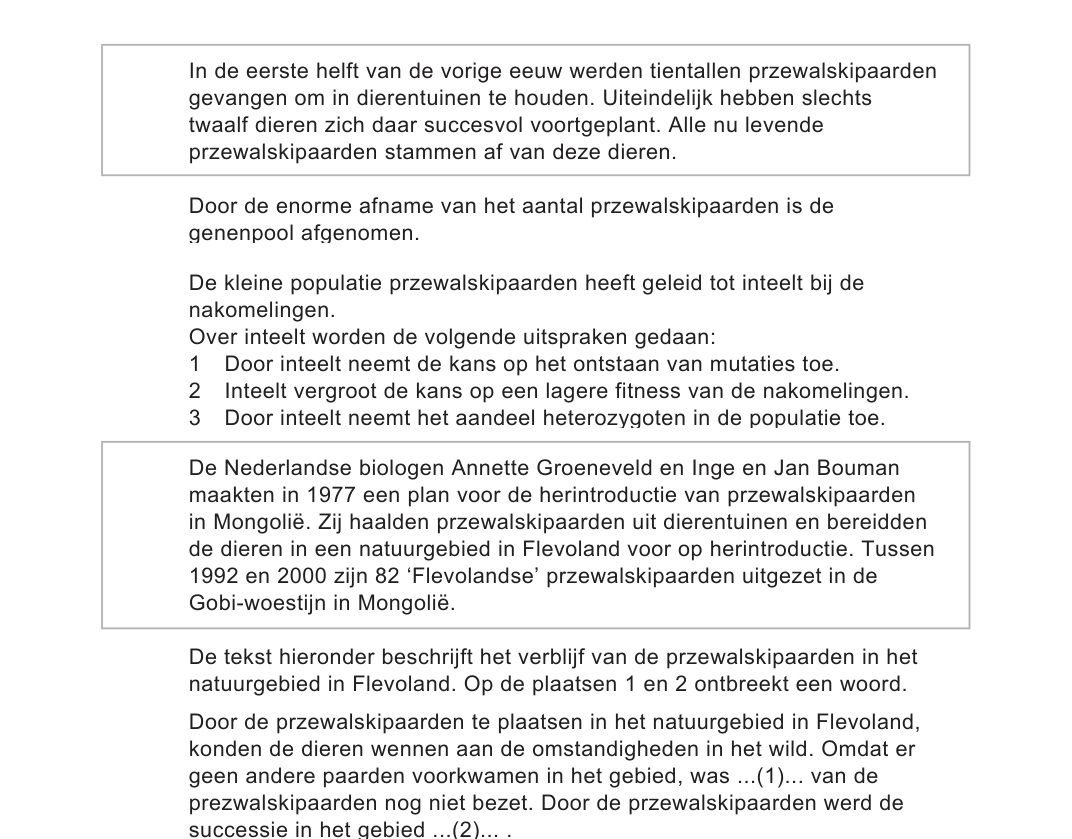 In de eerste helft van de vorige eeuw werden tientallen przewalskipaarden
gevangen om in dierentuinen te houden. Uiteindelijk hebben slechts
twaalf dieren zich daar succesvol voortgeplant. Alle nu levende
przewalskipaarden stammen af van deze dieren.
Door de enorme afname van het aantal przewalskipaarden is de
genenpool afgenomen.
De kleine populatie przewalskipaarden heeft geleid tot inteelt bij de
nakomelingen.
Over inteelt worden de volgende uitspraken gedaan:
1 Door inteelt neemt de kans op het ontstaan van mutaties toe.
2 Inteelt vergroot de kans op een lagere fitness van de nakomelingen.
3 Door inteelt neemt het aandeel heterozygoten in de populatie toe.
De Nederlandse biologen Annette Groeneveld en Inge en Jan Bouman
maakten in 1977 een plan voor de herintroductie van przewalskipaarden
in Mongolië. Zij haalden przewalskipaarden uit dierentuinen en bereidden
de dieren in een natuurgebied in Flevoland voor op herintroductie. Tussen
1992 en 2000 zijn 82 ‘Flevolandse’ przewalskipaarden uitgezet in de
Gobi-woestijn in Mongolië.
De tekst hieronder beschrijft het verblijf van de przewalskipaarden in het
natuurgebied in Flevoland. Op de plaatsen 1 en 2 ontbreekt een woord.
Door de przewalskipaarden te plaatsen in het natuurgebied in Flevoland,
konden de dieren wennen aan de omstandigheden in het wild. Omdat er
geen andere paarden voorkwamen in het gebied, was ...(1)... van de
prezwalskipaarden nog niet bezet. Door de przewalskipaarden werd de
successie in het gebied ...(2)... .